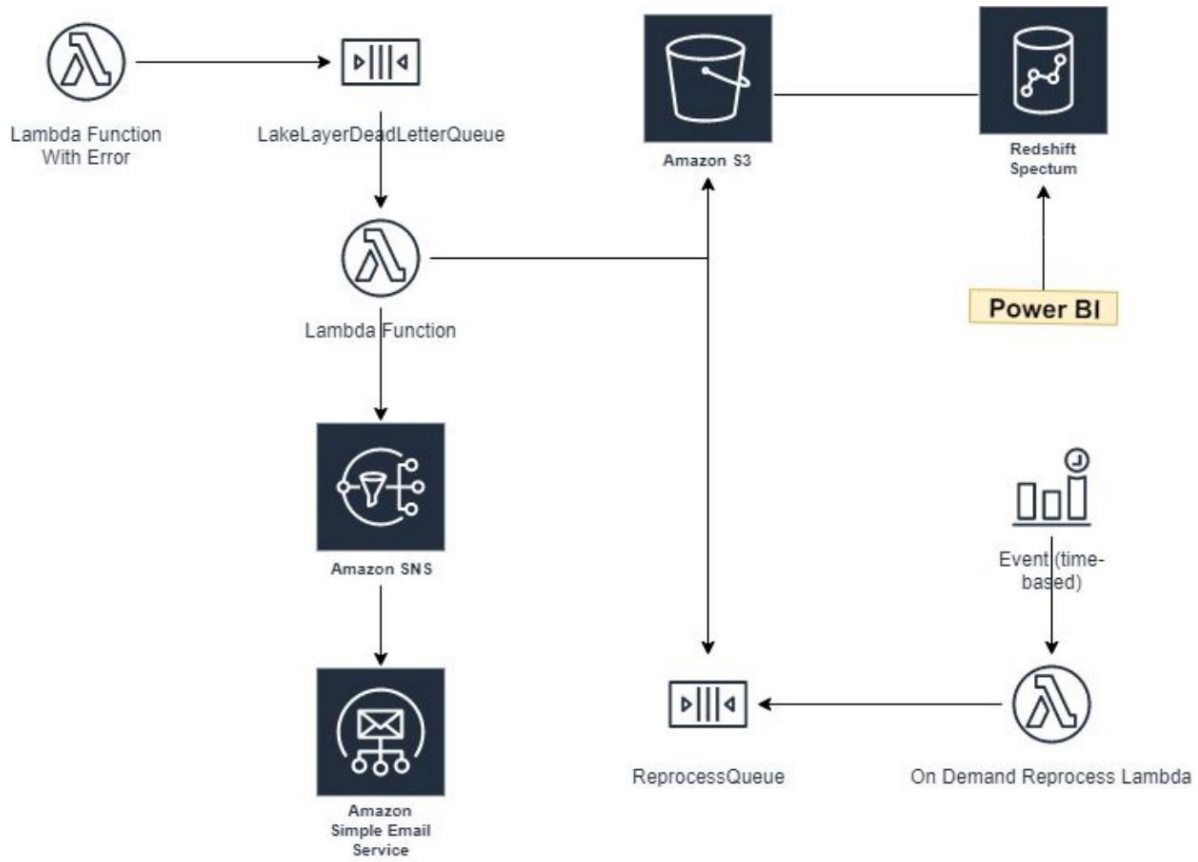 Lambda Function
With Error
LakeLayerDeadLetterQueue
Amazon S3
Redshift
Spectum
Lambda Function
Power BI
Amazon SNS
Event (time-
based)
Amazon
Simple Email
Service
ReprocessQueue
On Demand Reprocess Lambda